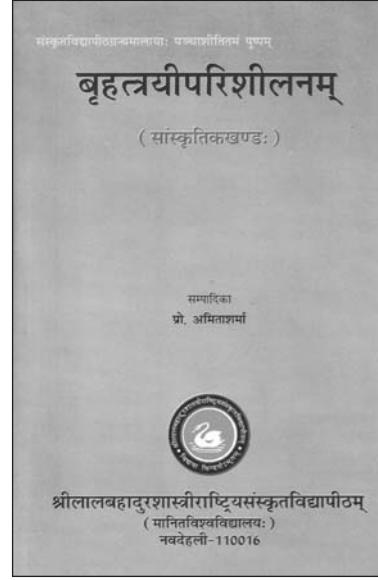 संस्कृतविद्यापीठग्रन्थमालायाः पञ्चाशीतितमं पुष्पम्
बृहत्त्रयीपरिशीलनम्
( सांस्कृतिकखण्डः )
सम्पादिका
प्रो. अमिताशर्मा
श्रीलालबहादुरशास्त्रीराष्ट्रियसंस्कृतविद्यापीठम्
( मानितविश्वविद्यालयः )
नवदेहली-110016